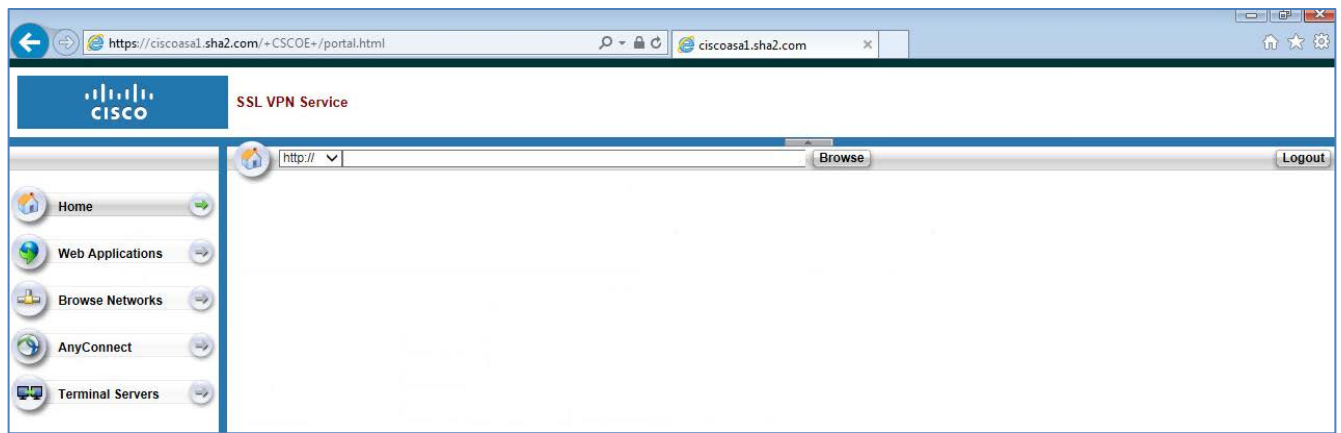 https://ciscoasa1.sha2.com/+CSCOE+/portal.html
ciscoasa1.sha2.com
CISCO
SSL VPN Service
http://
Browse
Logout
Home
Web Applications
Browse Networks
AnyConnect
Terminal Servers